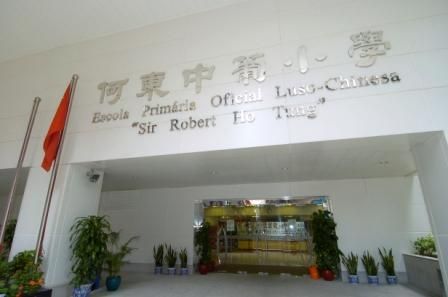 何東中葡小學
Escola Primária Oficial Luso-Chinesa
"Sir Robert Ho Tung"